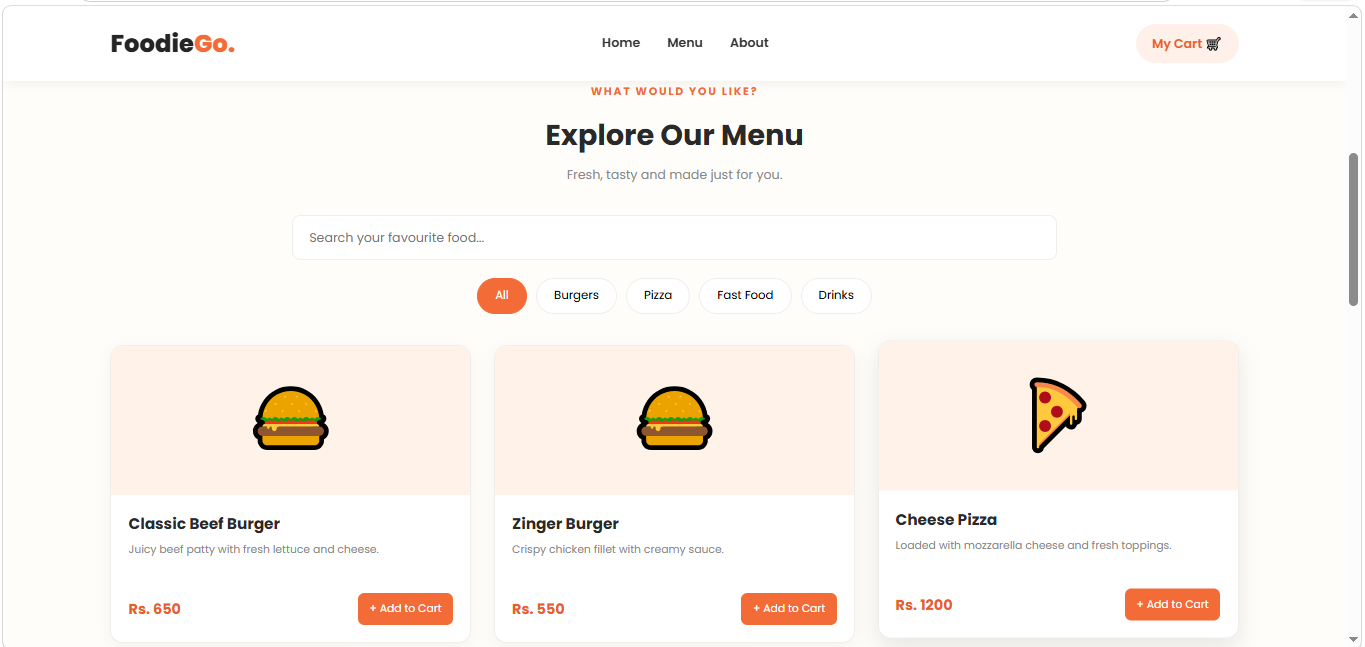 FoodieGo.
Home Menu About
My Cart
WHAT WOULD YOU LIKE?
Explore Our Menu
Fresh, tasty and made just for you.
Search your favourite food...
All Burgers Pizza Fast Food Drinks
Classic Beef Burger
Juicy beef patty with fresh lettuce and cheese.
Rs. 650
+ Add to Cart
Zinger Burger
Crispy chicken fillet with creamy sauce.
Rs. 550
+ Add to Cart
Cheese Pizza
Loaded with mozzarella cheese and fresh toppings.
Rs. 1200
+ Add to Cart